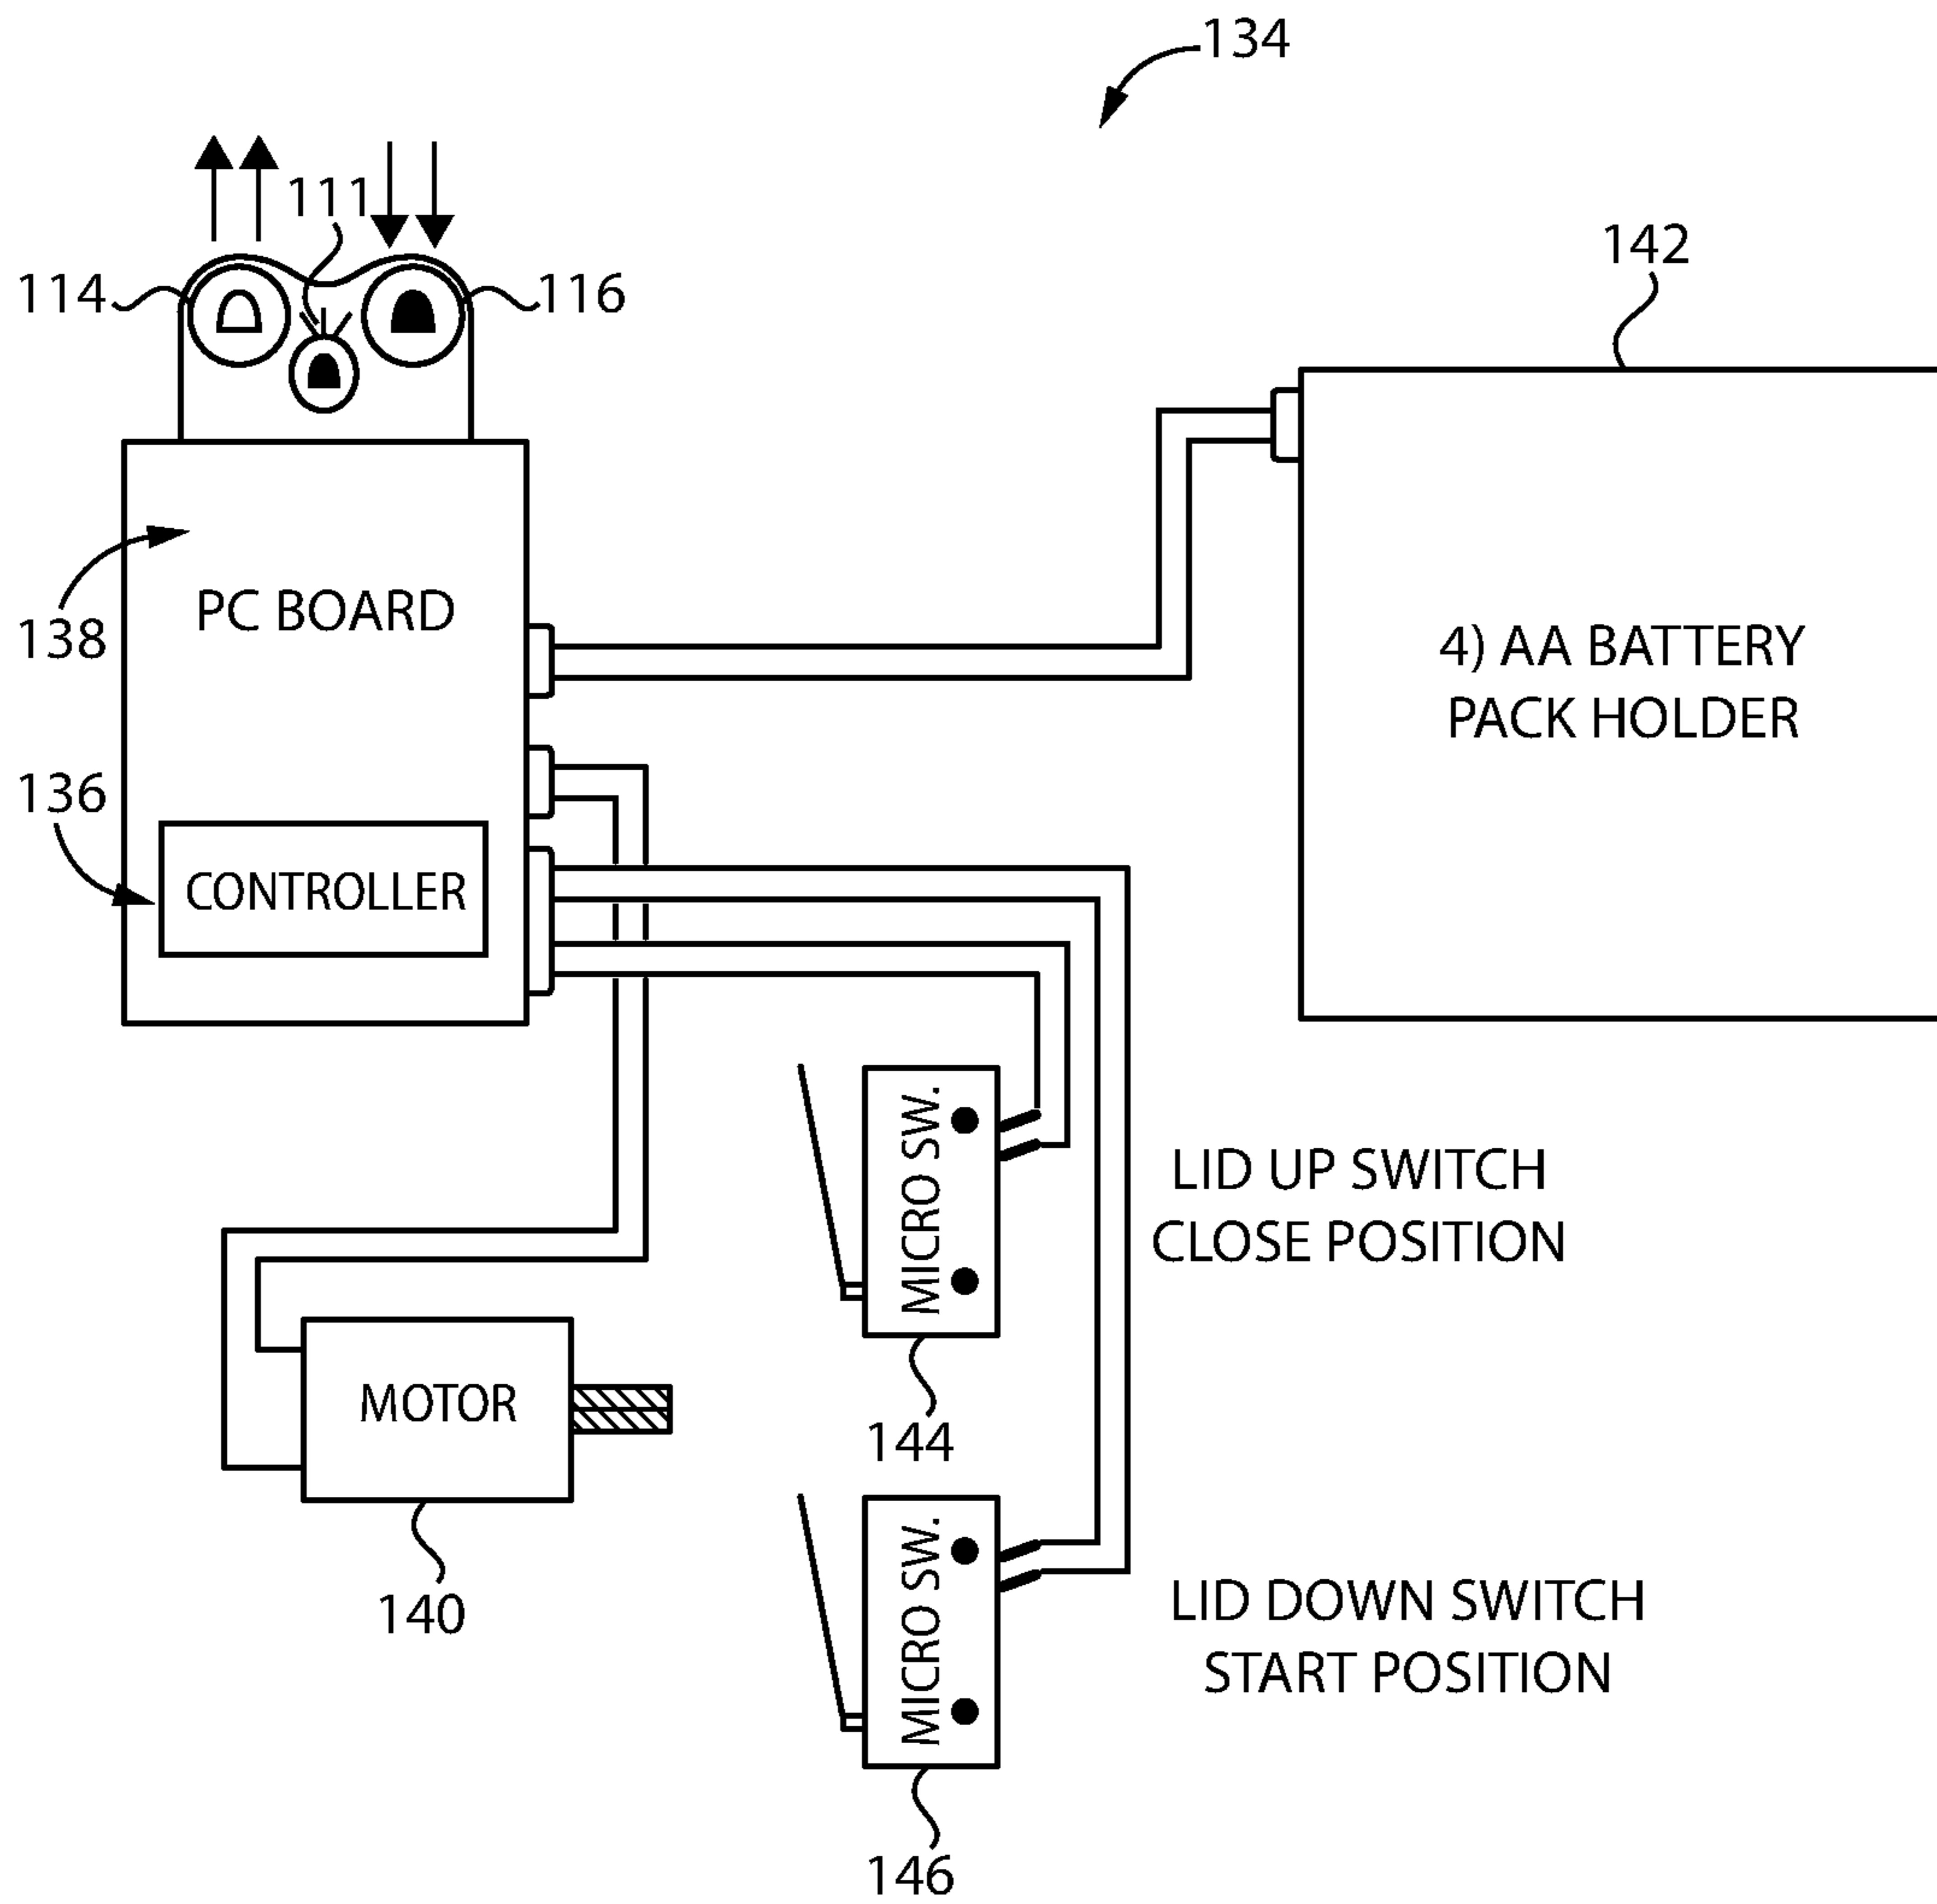 134
111
114
116
142
138
PC BOARD
4) AA BATTERY
PACK HOLDER
136
CONTROLLER
MICRO SW.
LID UP SWITCH
CLOSE POSITION
MOTOR
144
140
MICRO SW.
LID DOWN SWITCH
START POSITION
146